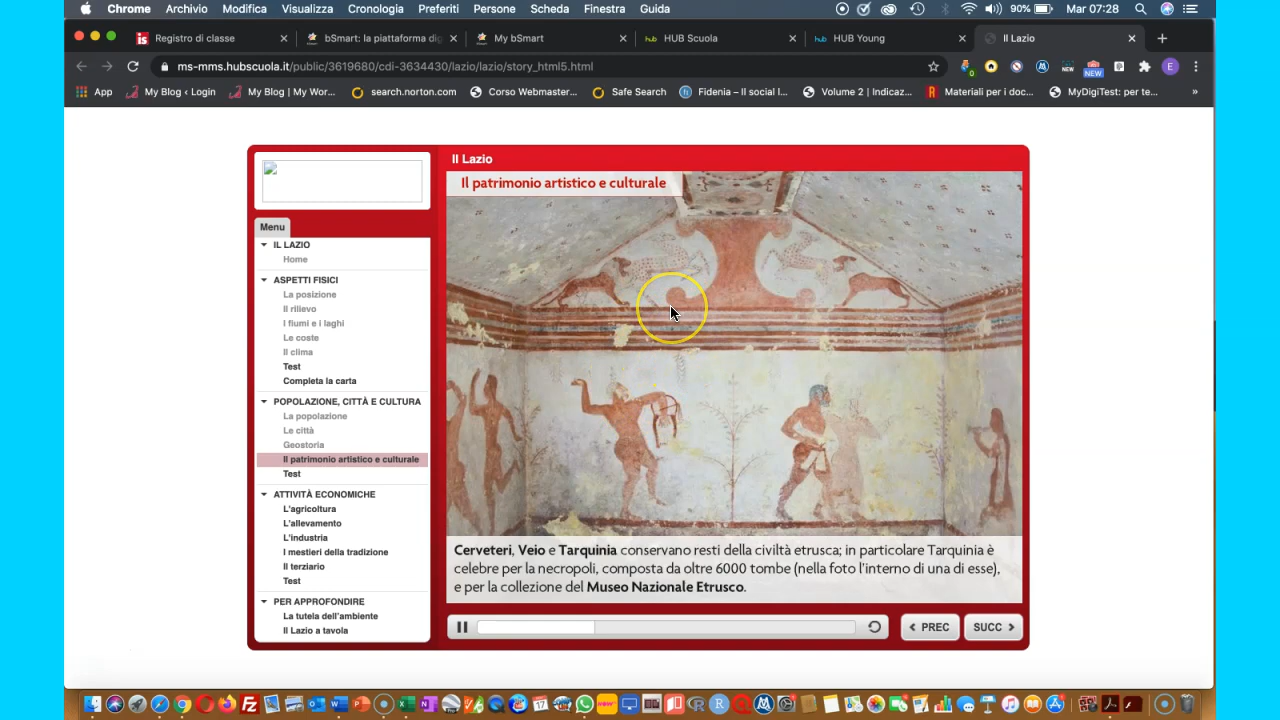 Chrome Archivio Modifica Visualizza Cronologia Preferiti Persone Scheda Finestra Guida 90% Mar 07:28
Registro di classe bSmart: la piattaforma di My bSmart HUB Scuola HUB Young Il Lazio
ms-mms.hubscuola.it/public/3619680/cdi-3634430/lazio/lazio/story_html5.html 0 NEW NEW E
App My Blog ‹ Login My Blog | My Wor... search.norton.com Corso Webmaster... Safe Search Fidenia – Il social l... Volume 2 | Indicaz... Materiali per i doc... MyDigiTest: per te... »
Il Lazio
Il patrimonio artistico e culturale
Menu
IL LAZIO
Home
ASPETTI FISICI
La posizione
Il rilievo
I fiumi e i laghi
Le coste
Il clima
Test
Completa la carta
POPOLAZIONE, CITTÀ E CULTURA
La popolazione
Le città
Geostoria
Il patrimonio artistico e culturale
Test
ATTIVITÀ ECONOMICHE
L'agricoltura
L'allevamento
L'industria
I mestieri della tradizione
Il terziario
Test
PER APPROFONDIRE
La tutela dell'ambiente
Il Lazio a tavola
Cerveteri, Veio e Tarquinia conservano resti della civiltà etrusca; in particolare Tarquinia è
celebre per la necropoli, composta da oltre 6000 tombe (nella foto l'interno di una di esse),
e per la collezione del Museo Nazionale Etrusco.
PREC SUCC